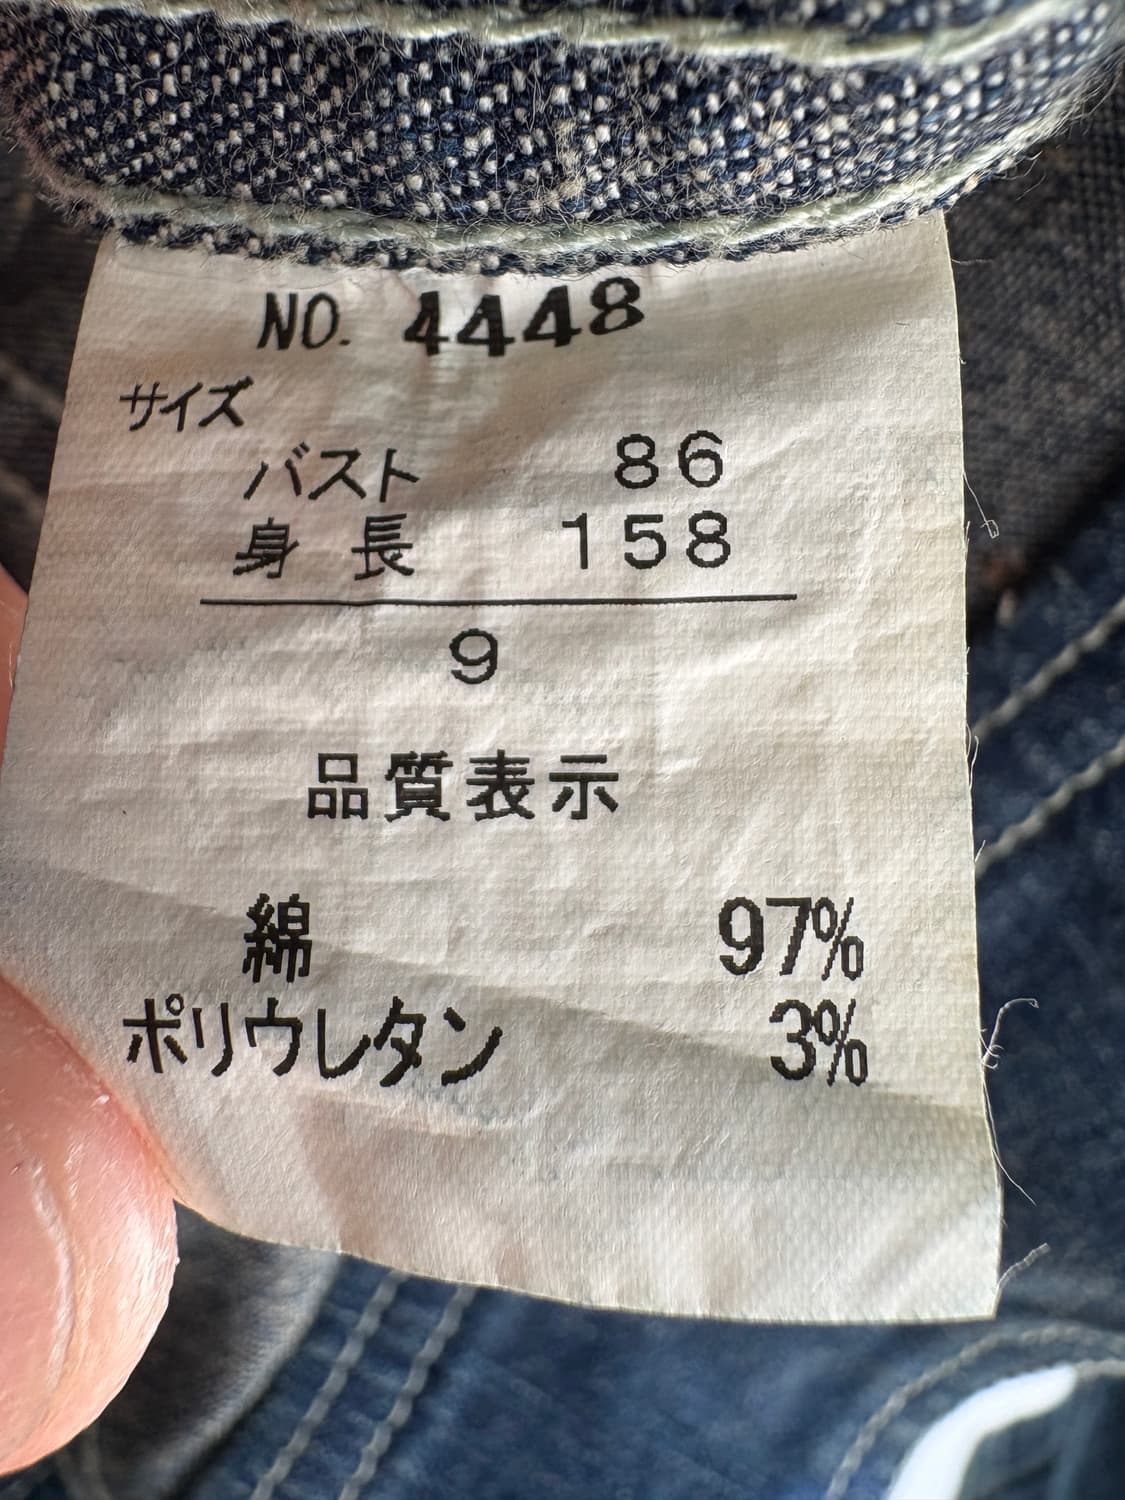 NO. 4448
サイズ
バスト 86
身長 158
9
品質表示
綿 97%
ポリウレタン 3%